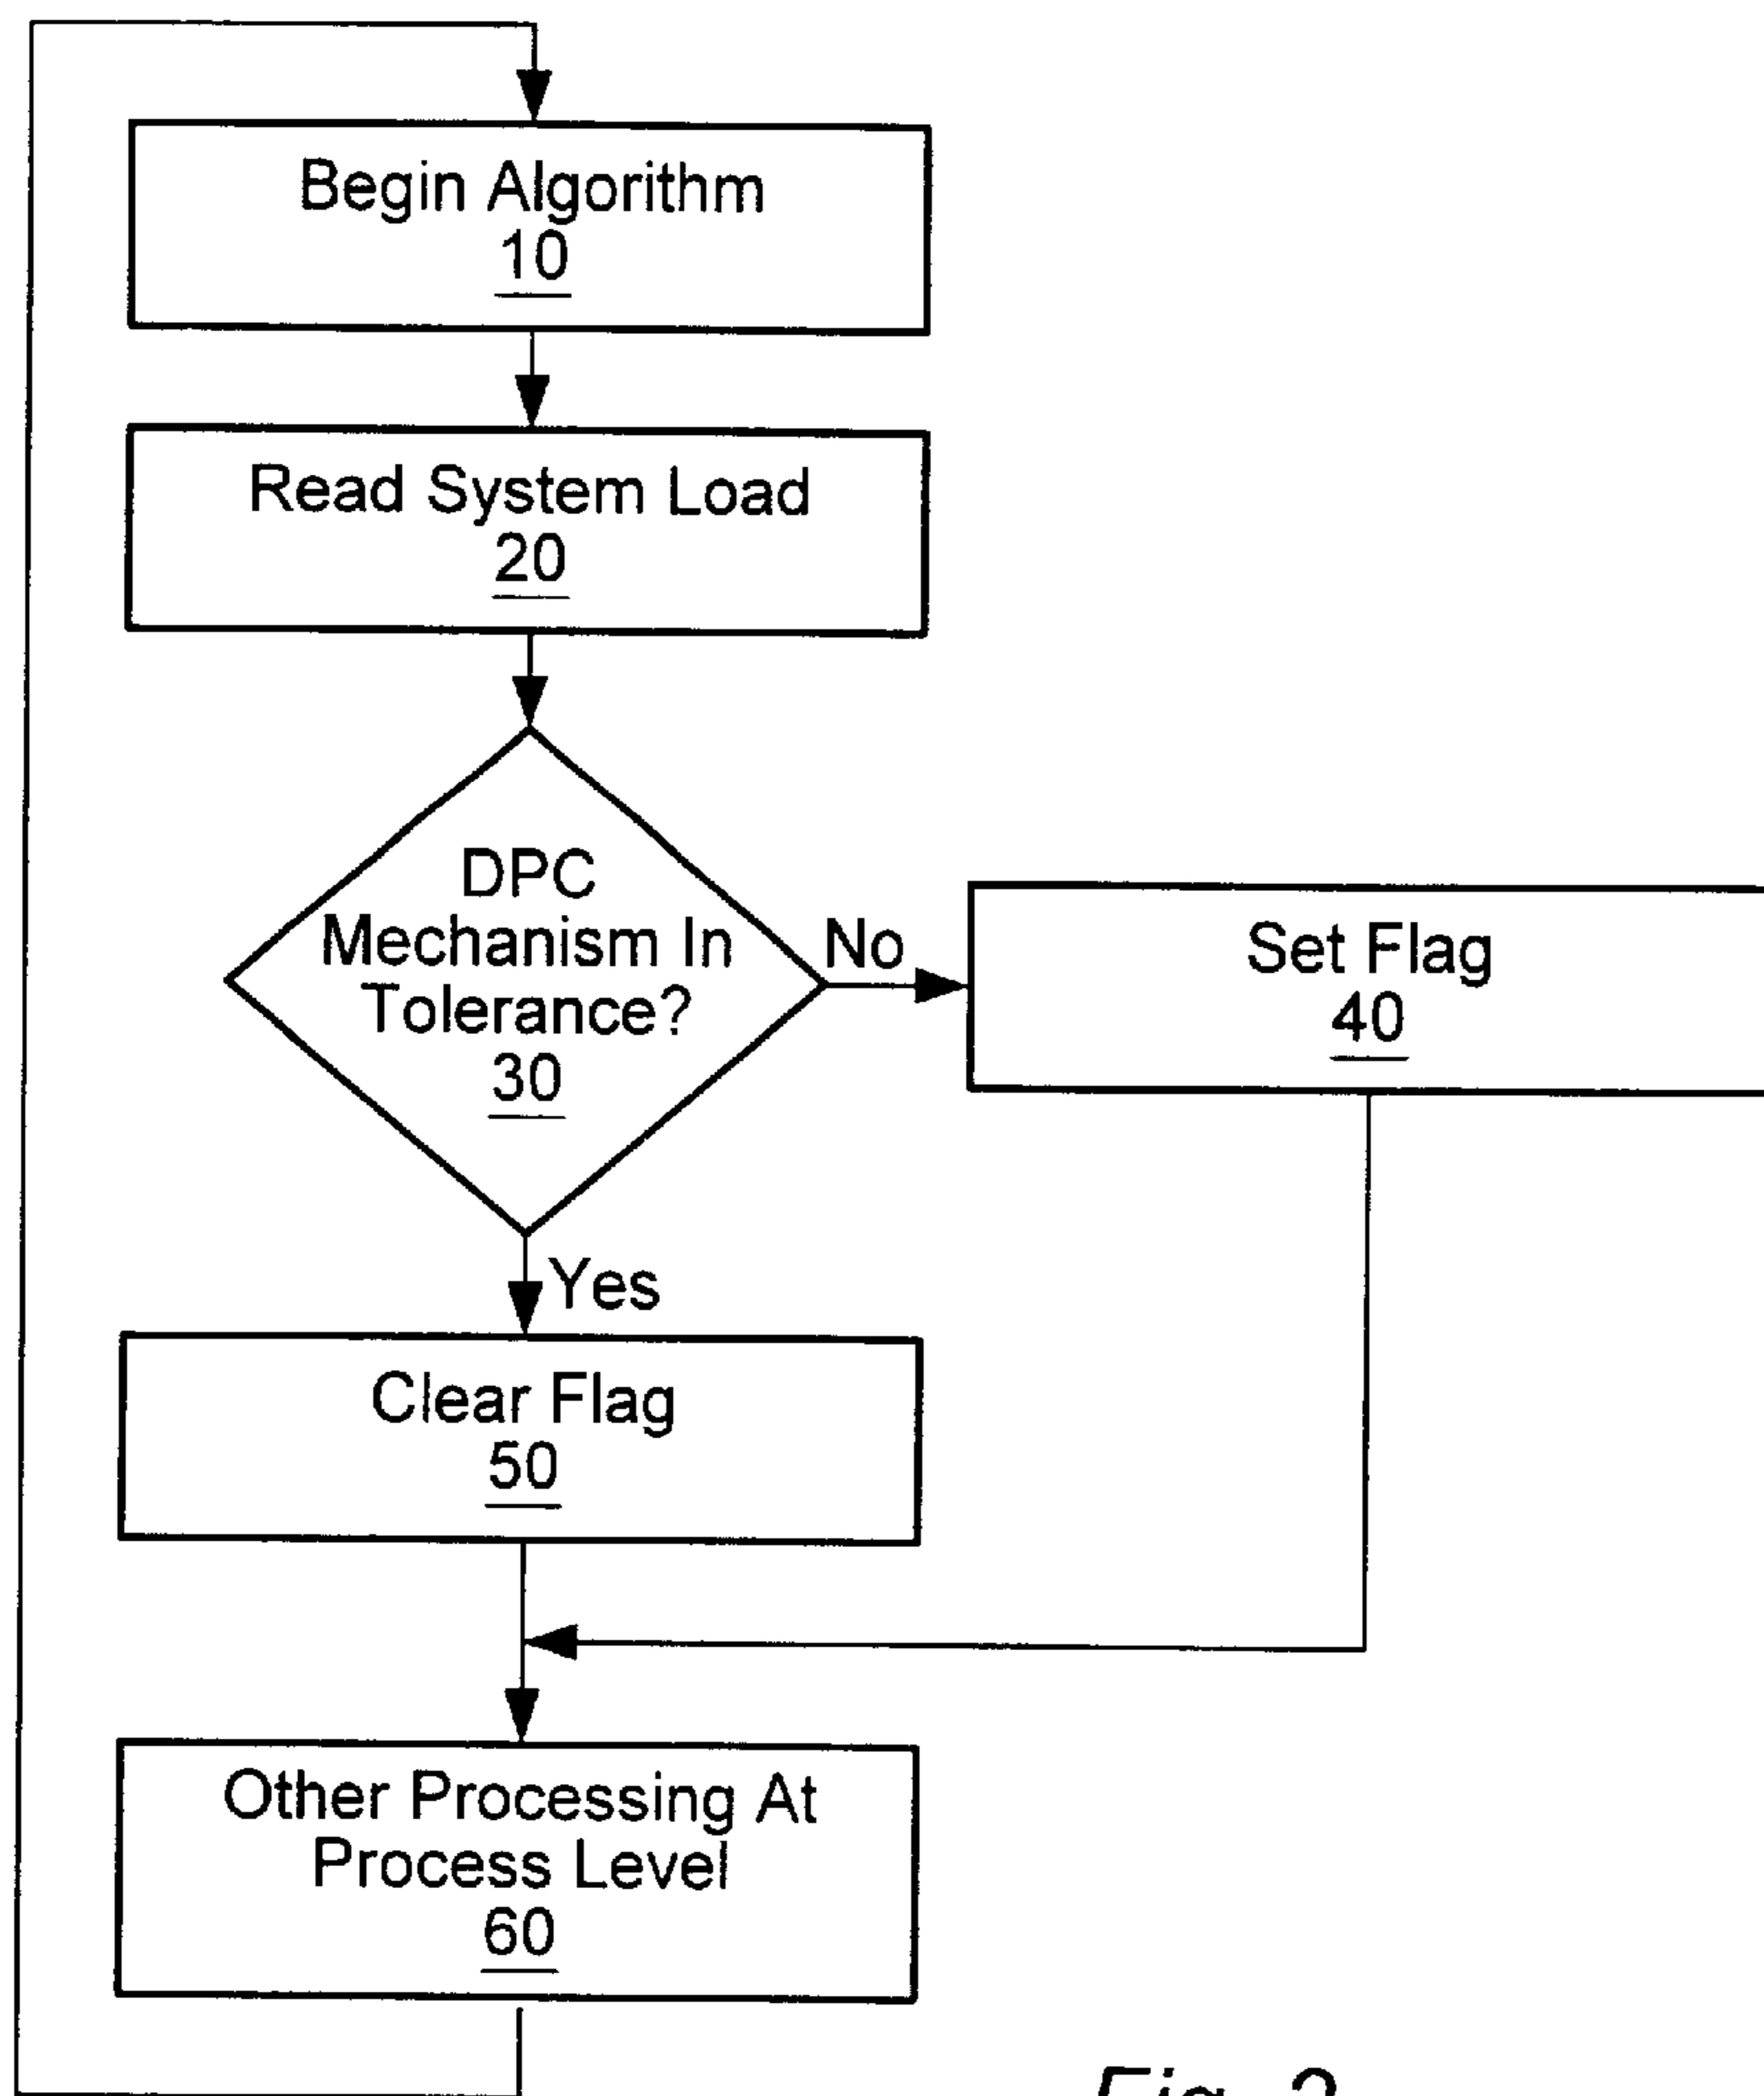 Begin Algorithm
10
Read System Load
20
DPC
Mechanism In
Tolerance?
30
No
Set Flag
40
Yes
Clear Flag
50
Other Processing At
Process Level
60
Fig.